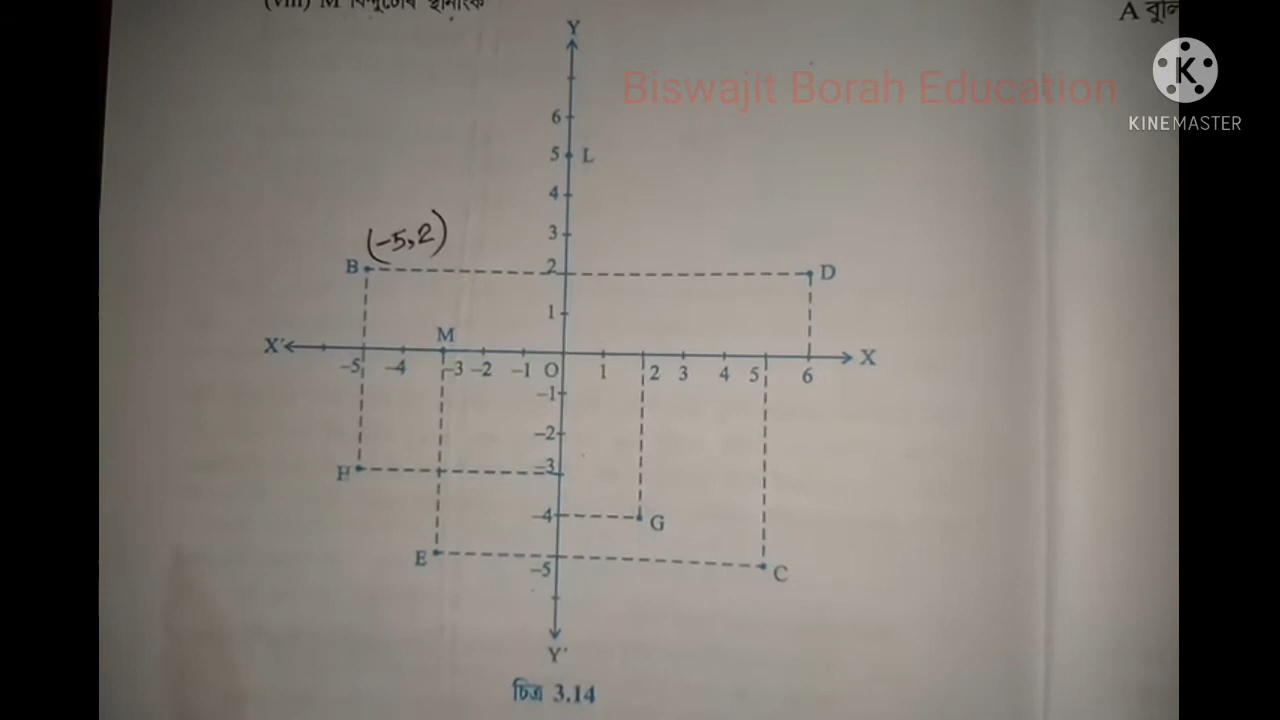 (viii) M বিন্দুটোৰ স্থানাংক
A বুলি
Y
Biswajit Borah Education
K
KINEMASTER
6
5 L
4
(-5,2)
3
B 2 D
1
M
X' -5 -4 -3 -2 -1 O 1 2 3 4 5 6 X
-1
-2
H -3
-4 G
E -5 C
Y'
চিত্ৰ 3.14